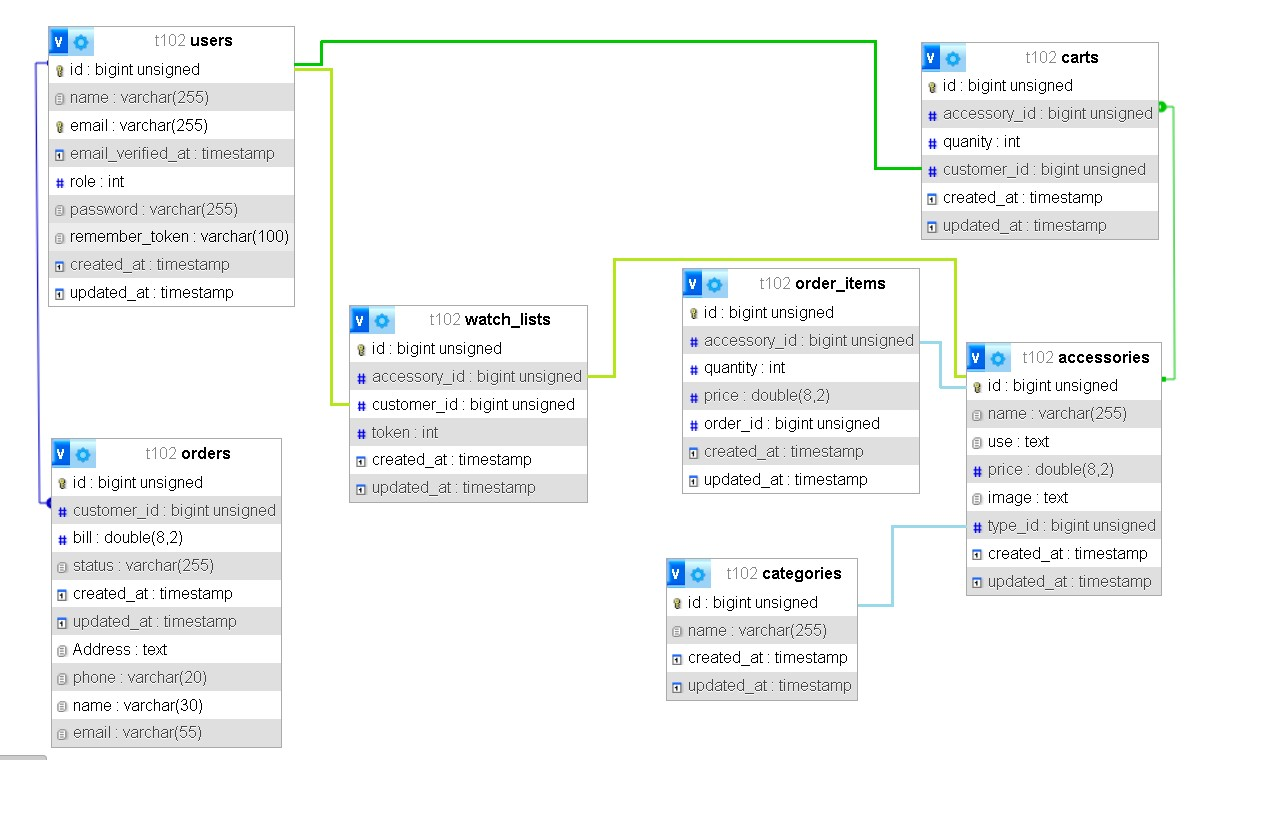 V t102 users
id : bigint unsigned
name : varchar(255)
email : varchar(255)
email_verified_at : timestamp
# role : int
password : varchar(255)
remember_token : varchar(100)
created_at : timestamp
updated_at : timestamp
V t102 carts
id : bigint unsigned
# accessory_id : bigint unsigned
# quanity : int
# customer_id : bigint unsigned
created_at : timestamp
updated_at : timestamp
V t102 watch_lists
id : bigint unsigned
# accessory_id : bigint unsigned
# customer_id : bigint unsigned
# token : int
created_at : timestamp
updated_at : timestamp
V t102 order_items
id : bigint unsigned
# accessory_id : bigint unsigned
# quantity : int
# price : double(8,2)
# order_id : bigint unsigned
created_at : timestamp
updated_at : timestamp
V t102 accessories
id : bigint unsigned
name : varchar(255)
use : text
# price : double(8,2)
image : text
# type_id : bigint unsigned
created_at : timestamp
updated_at : timestamp
V t102 orders
id : bigint unsigned
# customer_id : bigint unsigned
# bill : double(8,2)
status : varchar(255)
created_at : timestamp
updated_at : timestamp
Address : text
phone : varchar(20)
name : varchar(30)
email : varchar(55)
V t102 categories
id : bigint unsigned
name : varchar(255)
created_at : timestamp
updated_at : timestamp